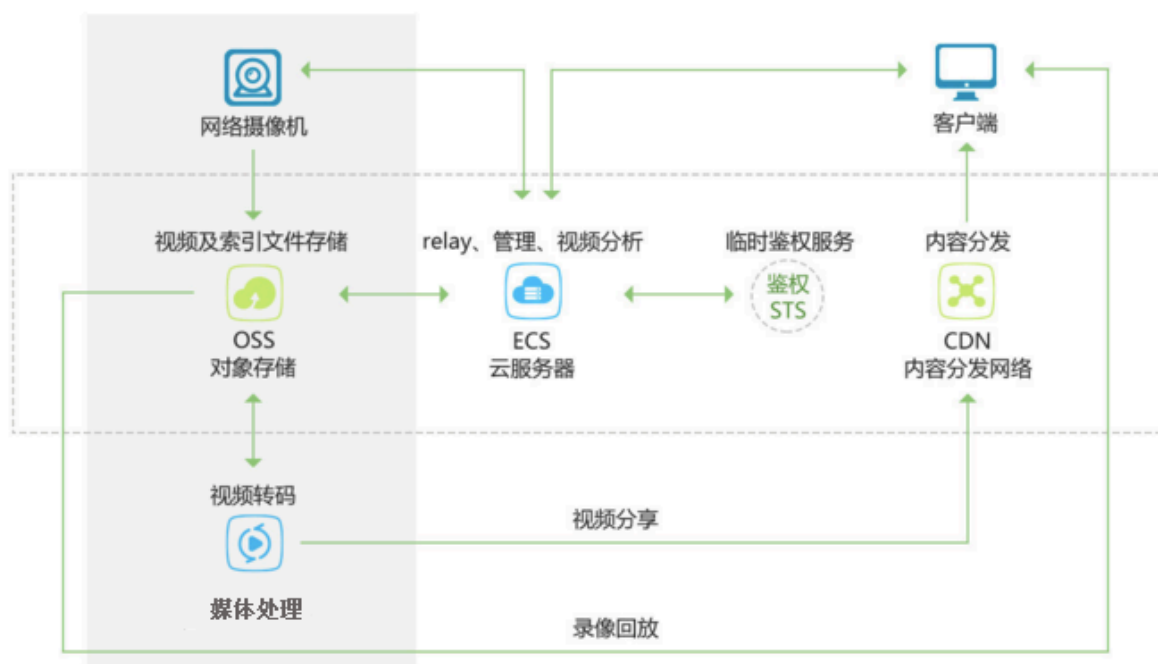 网络摄像机
客户端
视频及索引文件存储
relay、管理、视频分析
临时鉴权服务
内容分发
鉴权
STS
OSS
对象存储
ECS
云服务器
CDN
内容分发网络
视频转码
视频分享
媒体处理
录像回放